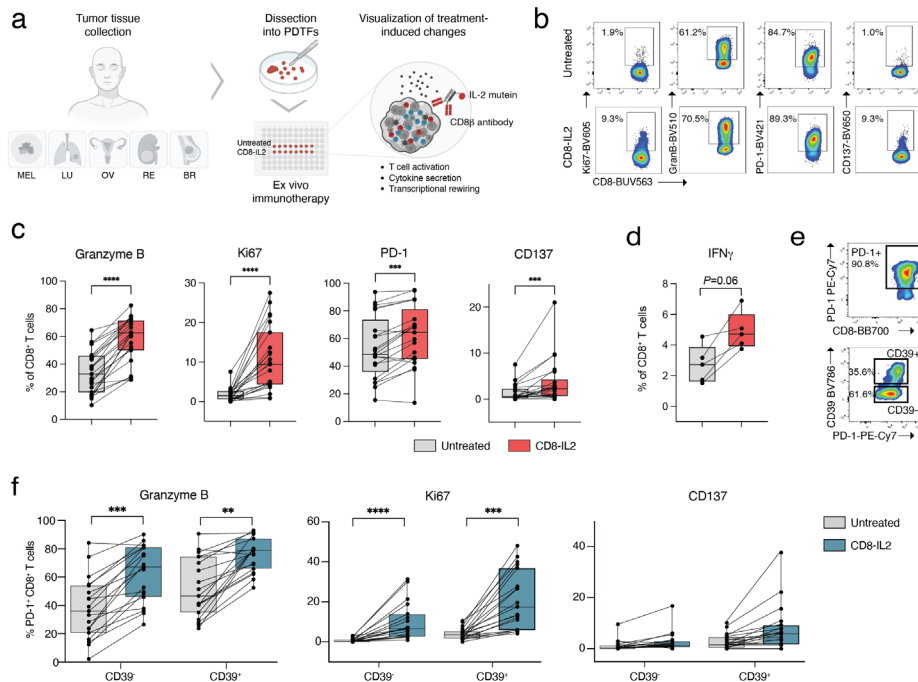 a
Tumor tissue
collection
Dissection
into PDTFs
Visualization of treatment-
induced changes
IL-2 mutein
CD8β antibody
Untreated
CD8-IL2
MEL
LU
OV
RE
BR
Ex vivo
immunotherapy
• T cell activation
• Cytokine secretion
• Transcriptional rewiring
b
Untreated
1.9%
61.2%
84.7%
1.0%
CD8-IL2
9.3%
70.5%
89.3%
9.3%
Ki67-BV605
GranB-BV510
PD-1-BV421
CD137-BV650
CD8-BUV563
c
Granzyme B
Ki67
PD-1
CD137
% of CD8+ T cells
100
80
60
40
20
0
****
30
20
10
0
****
100
80
60
40
20
0
***
40
20
0
***
Untreated
CD8-IL2
d
IFNγ
% of CD8+ T cells
8
6
4
2
0
P=0.06
e
PD-1+
90.8%
PD-1 PE-Cy7
CD8-BB700
CD39+
35.6%
61.6%
CD39-
CD39 BV786
PD-1-PE-Cy7
f
Granzyme B
Ki67
CD137
% PD-1+ CD8+ T cells
100
80
60
40
20
0
***
**
CD39-
CD39+
60
40
20
0
****
***
CD39-
CD39+
50
40
20
0
CD39-
CD39+
Untreated
CD8-IL2